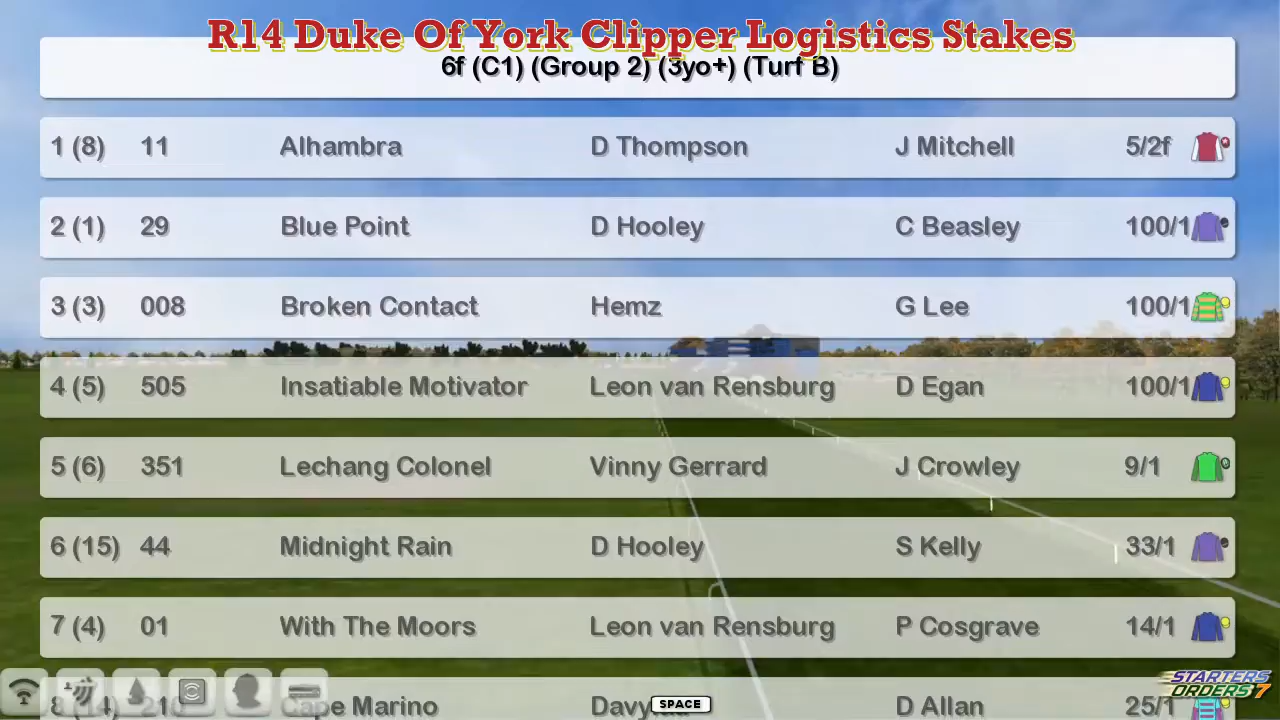 R14 Duke Of York Clipper Logistics Stakes
6f (C1) (Group 2) (3yo+) (Turf B)
1 (8) 11 Alhambra D Thompson J Mitchell 5/2f
2 (1) 29 Blue Point D Hooley C Beasley 100/1
3 (3) 008 Broken Contact Hemz G Lee 100/1
4 (5) 505 Insatiable Motivator Leon van Rensburg D Egan 100/1
5 (6) 351 Lechang Colonel Vinny Gerrard J Crowley 9/1
6 (15) 44 Midnight Rain D Hooley S Kelly 33/1
7 (4) 01 With The Moors Leon van Rensburg P Cosgrave 14/1
STARTERS ORDERS 7
8 Cape Marino D Allan 25/1
SPACE